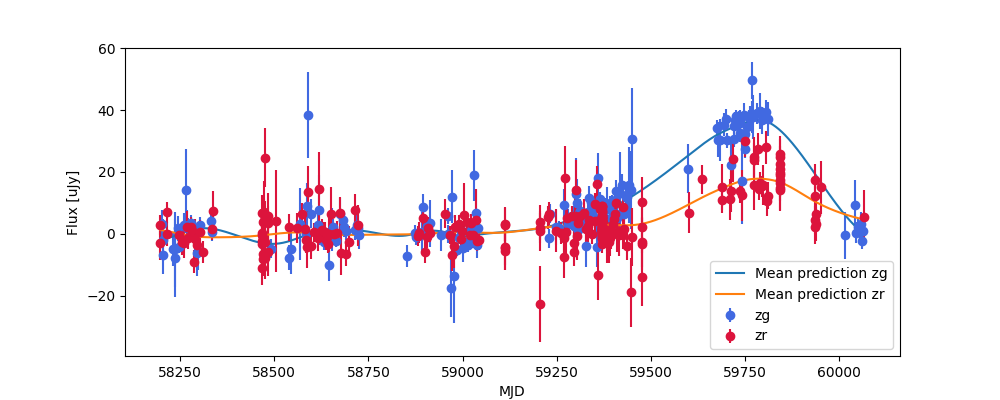 60
40
20
0
−20
Flux [uJy]
58250 58500 58750 59000 59250 59500 59750 60000
MJD
Mean prediction zg
Mean prediction zr
zg
zr